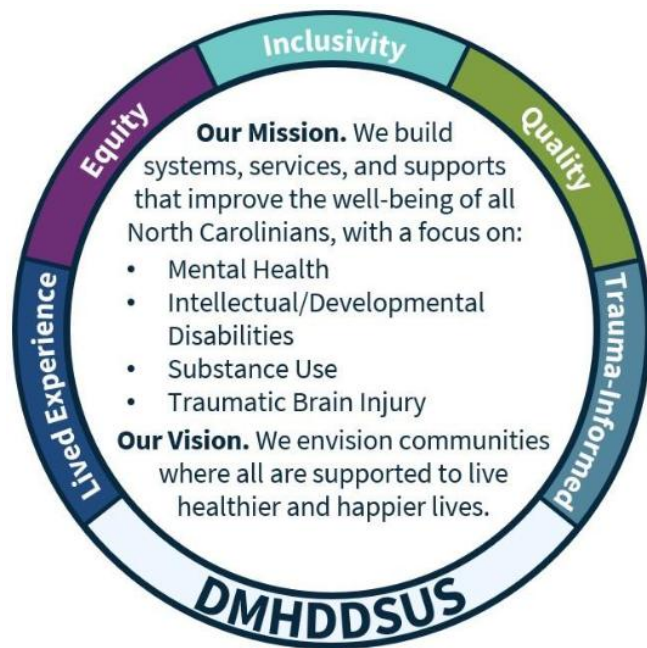 Inclusivity
Equity
Quality
Lived Experience
Trauma-Informed
Our Mission. We build
systems, services, and supports
that improve the well-being of all
North Carolinians, with a focus on:
• Mental Health
• Intellectual/Developmental
Disabilities
• Substance Use
• Traumatic Brain Injury
Our Vision. We envision communities
where all are supported to live
healthier and happier lives.
DMHDDSUS